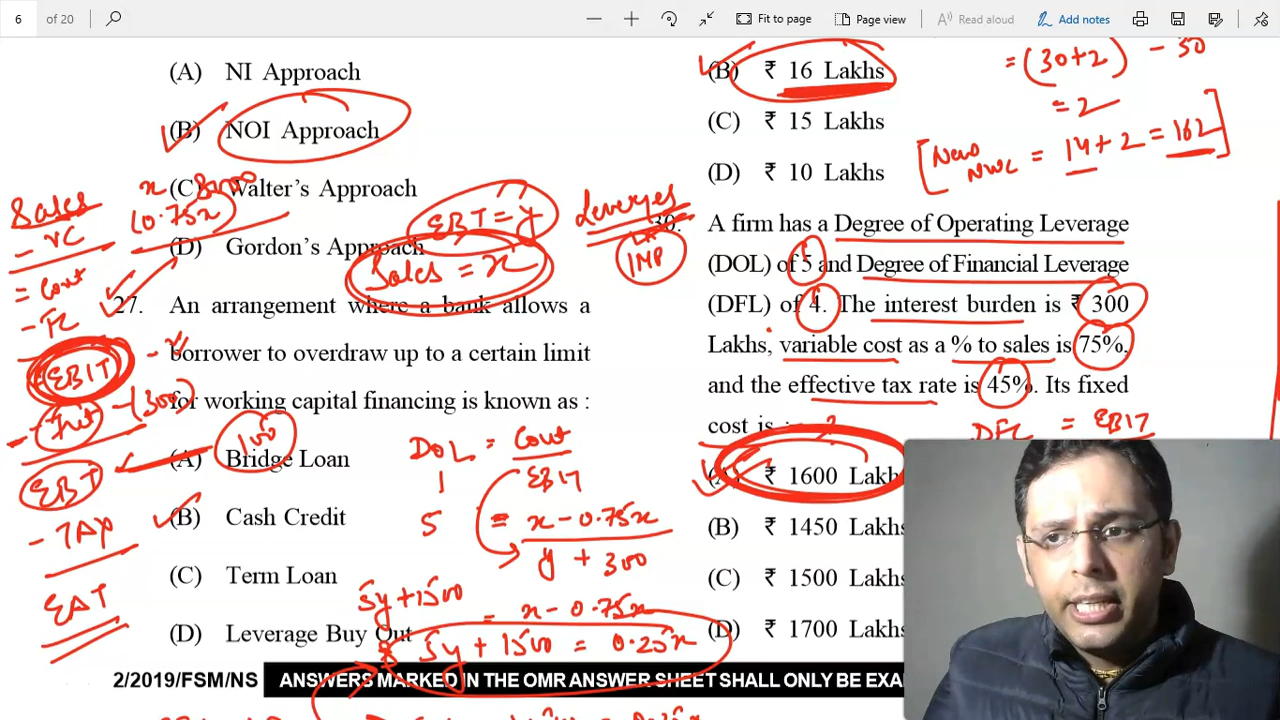 6 of 20
Fit to page
Page view
Read aloud
Add notes
(A) NI Approach
(B) NOI Approach
(C) Walter's Approach
(D) Gordon's Approach
27. An arrangement where a bank allows a
borrower to overdraw up to a certain limit
for working capital financing is known as :
(A) Bridge Loan
(B) Cash Credit
(C) Term Loan
(D) Leverage Buy Out
Sales
- VC
= Cont
- FC
EBIT
- Int
EBT
- TAX
EAT
x 8000
(0.75x)
- (300)
100
EBT = y
Sales = x
DOL = Cont
EBIT
5 = x - 0.75x
y + 300
5y + 1500 = x - 0.75x
5y + 1500 = 0.25x
(B) ₹ 16 Lakhs
(C) ₹ 15 Lakhs
(D) ₹ 10 Lakhs
= (30+2) - 30
= 2
[New NWC = 14 + 2 = 162]
Leverages
IMP
30. A firm has a Degree of Operating Leverage
(DOL) of 5 and Degree of Financial Leverage
(DFL) of 4. The interest burden is ₹ 300
Lakhs, variable cost as a % to sales is 75%,
and the effective tax rate is 45%. Its fixed
cost is
?
DFL = EBIT
(A) ₹ 1600 Lakh
(B) ₹ 1450 Lakhs
(C) ₹ 1500 Lakhs
(D) ₹ 1700 Lakhs
2/2019/FSM/NS
ANSWERS MARKED IN THE OMR ANSWER SHEET SHALL ONLY BE EXA